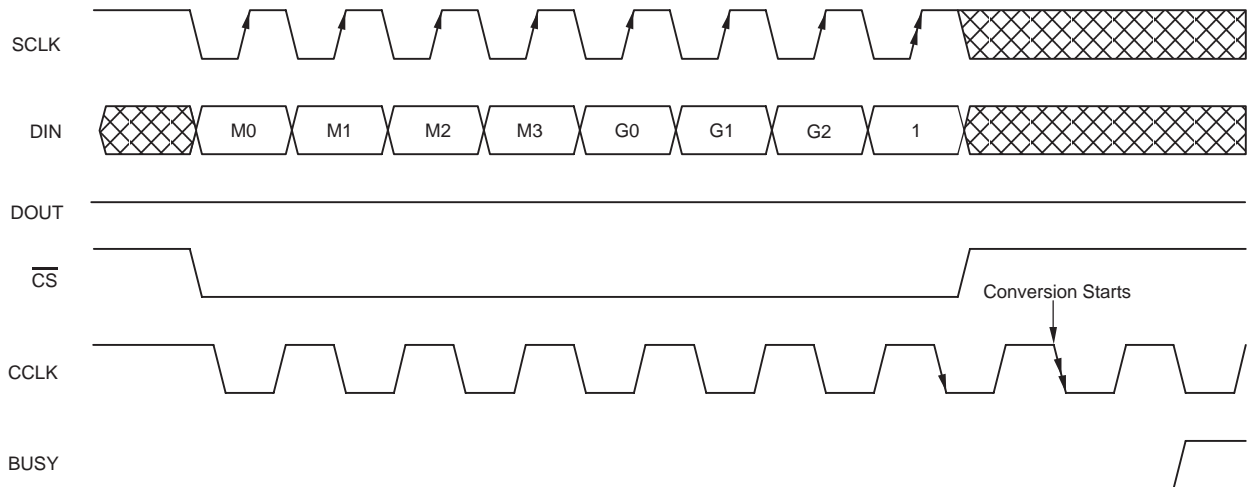 SCLK
DIN
M0 M1 M2 M3 G0 G1 G2 1
DOUT
CS
Conversion Starts
CCLK
BUSY